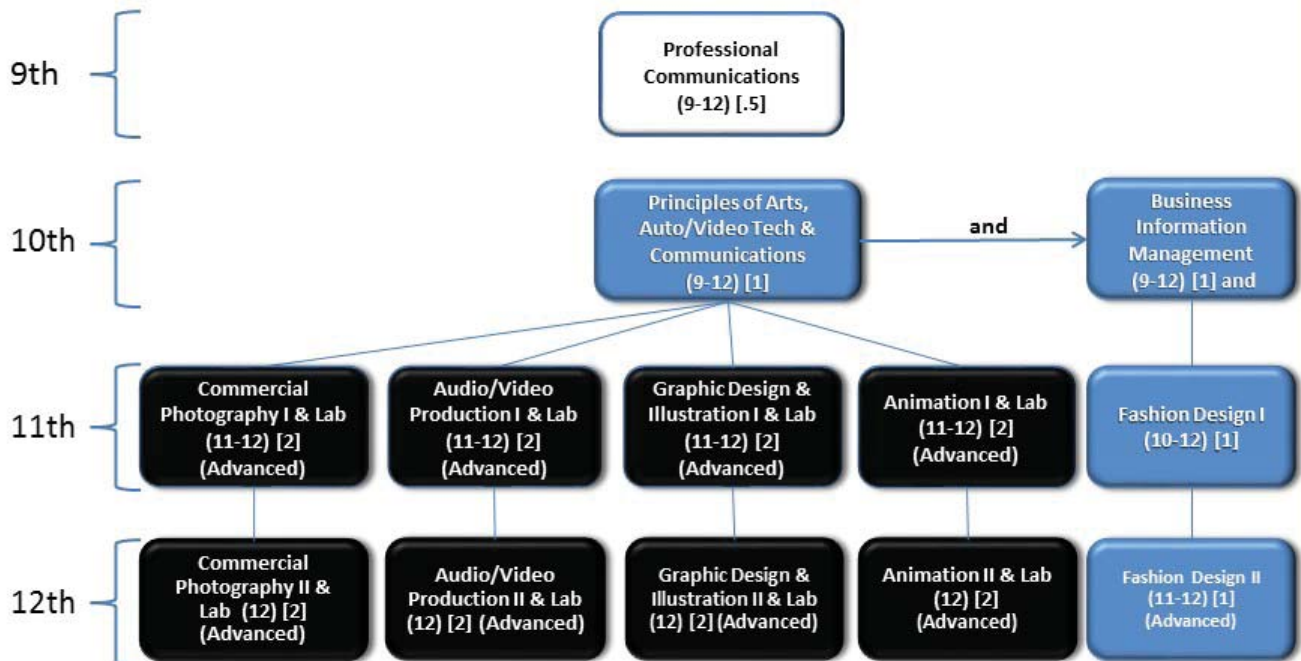 9th
Professional
Communications
(9-12) [.5]
10th
Principles of Arts,
Auto/Video Tech &
Communications
(9-12) [1]
and
Business
Information
Management
(9-12) [1] and
11th
Commercial
Photography I & Lab
(11-12) [2]
(Advanced)
Audio/Video
Production I & Lab
(11-12) [2]
(Advanced)
Graphic Design &
Illustration I & Lab
(11-12) [2]
(Advanced)
Animation I & Lab
(11-12) [2]
(Advanced)
Fashion Design I
(10-12) [1]
12th
Commercial
Photography II &
Lab (12) [2]
(Advanced)
Audio/Video
Production II & Lab
(12) [2] (Advanced)
Graphic Design &
Illustration II & Lab
(12) [2] (Advanced)
Animation II & Lab
(12) [2]
(Advanced)
Fashion Design II
(11-12) [1]
(Advanced)